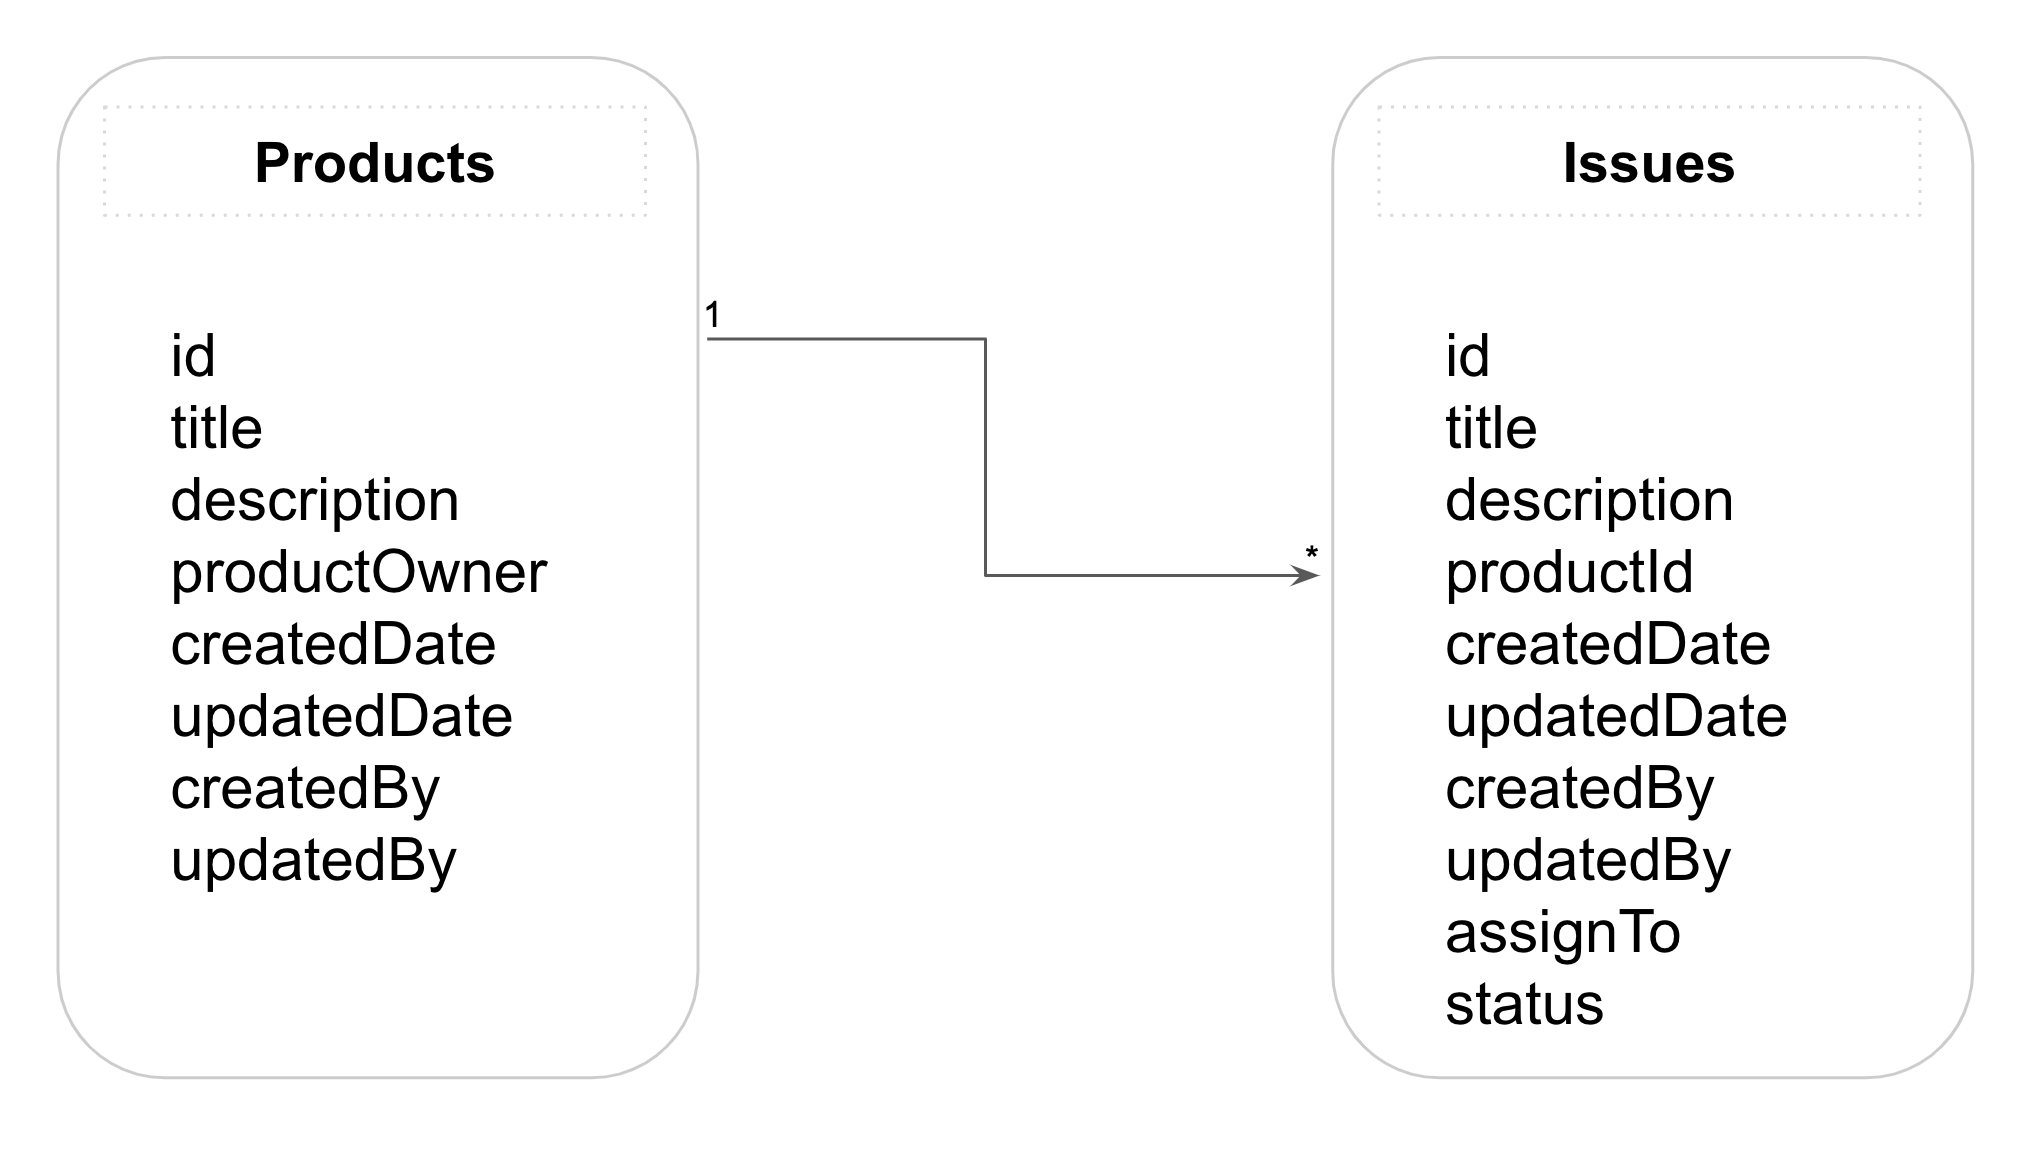 Products
id
title
description
productOwner
createdDate
updatedDate
createdBy
updatedBy
1
*
Issues
id
title
description
productId
createdDate
updatedDate
createdBy
updatedBy
assignTo
status